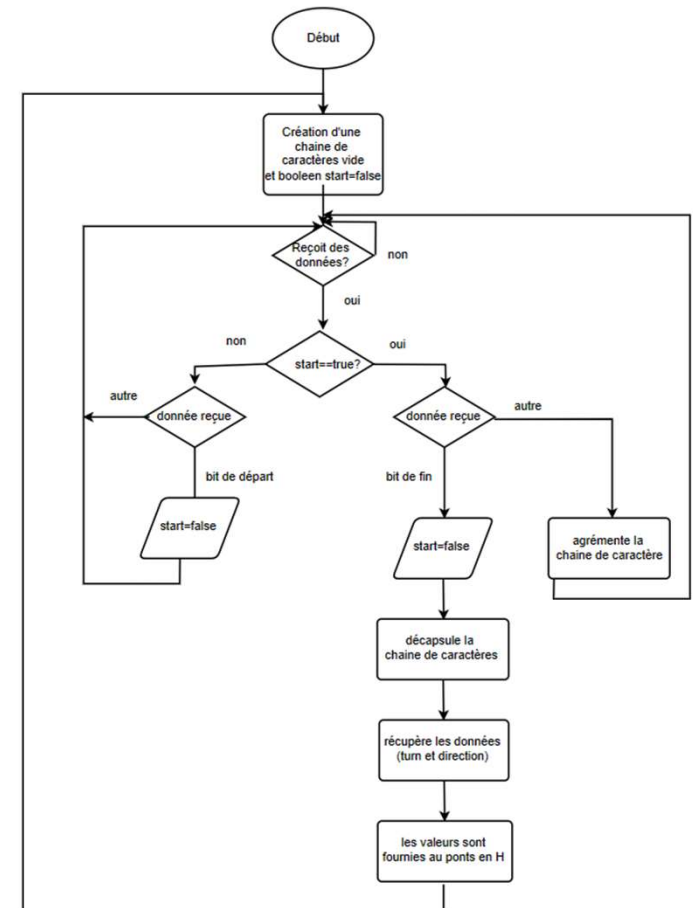 Début
Création d'une
chaine de
caractères vide
et booleen start=false
Reçoit des
données?
non
oui
non
start==true?
oui
autre
donnée reçue
donnée reçue
autre
bit de départ
bit de fin
start=false
start=false
agrémente la
chaine de caractère
décapsule la
chaine de caractères
récupère les données
(turn et direction)
les valeurs sont
fournies au ponts en H